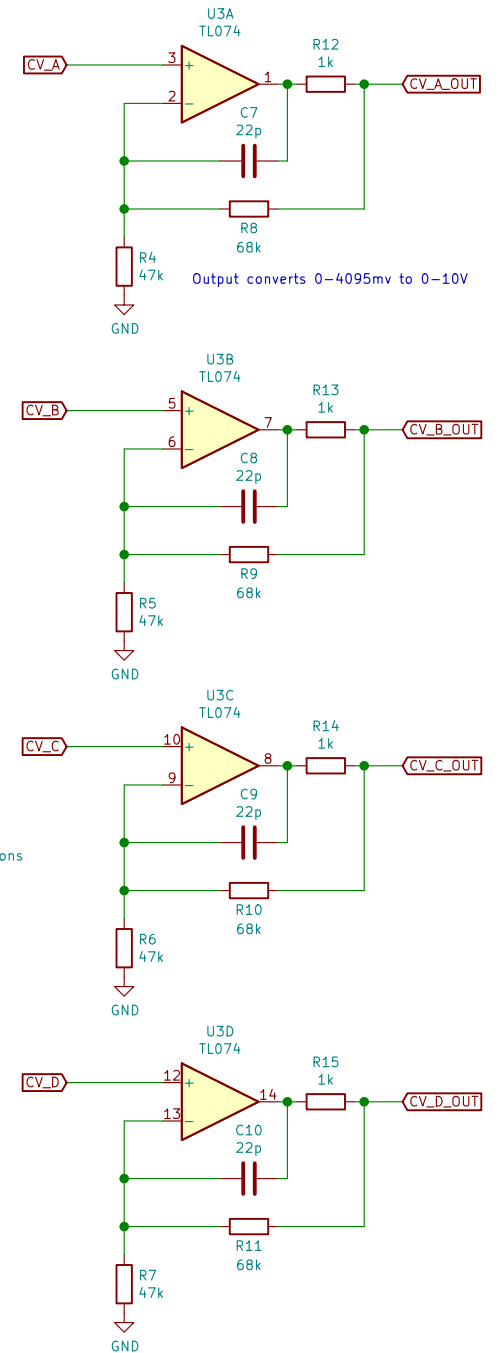 U3A
TL074
R12
1k
CV_A
3
+
1
CV_A_OUT
2
−
C7
22p
R8
68k
R4
47k
Output converts 0-4095mv to 0-10V
GND
U3B
TL074
R13
1k
CV_B
5
+
7
CV_B_OUT
6
−
C8
22p
R9
68k
R5
47k
GND
U3C
TL074
R14
1k
CV_C
10
+
8
CV_C_OUT
9
−
C9
22p
ons
R10
68k
R6
47k
GND
U3D
TL074
R15
1k
CV_D
12
+
14
CV_D_OUT
13
−
C10
22p
R11
68k
R7
47k
GND